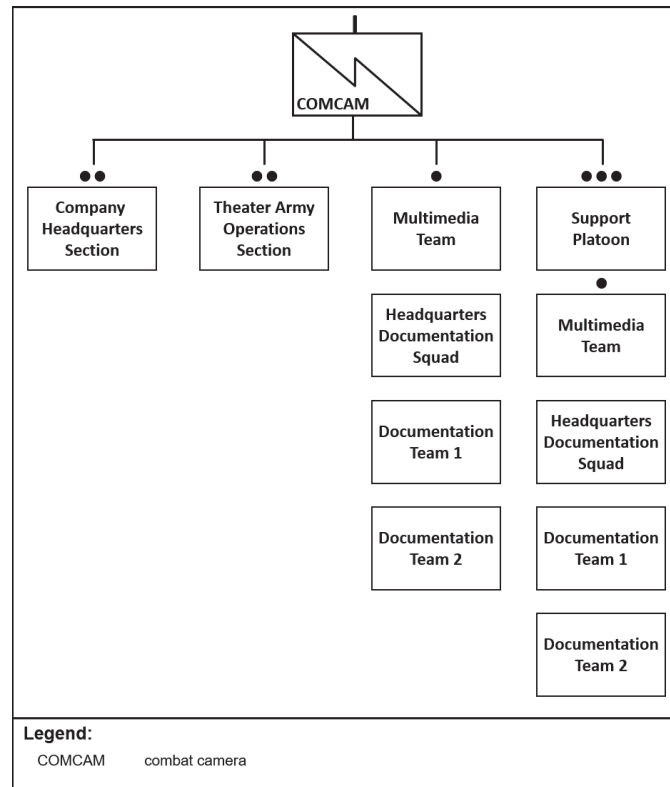 COMCAM
Company
Headquarters
Section
Theater Army
Operations
Section
Multimedia
Team
Headquarters
Documentation
Squad
Documentation
Team 1
Documentation
Team 2
Support
Platoon
Multimedia
Team
Headquarters
Documentation
Squad
Documentation
Team 1
Documentation
Team 2
Legend:
COMCAM combat camera